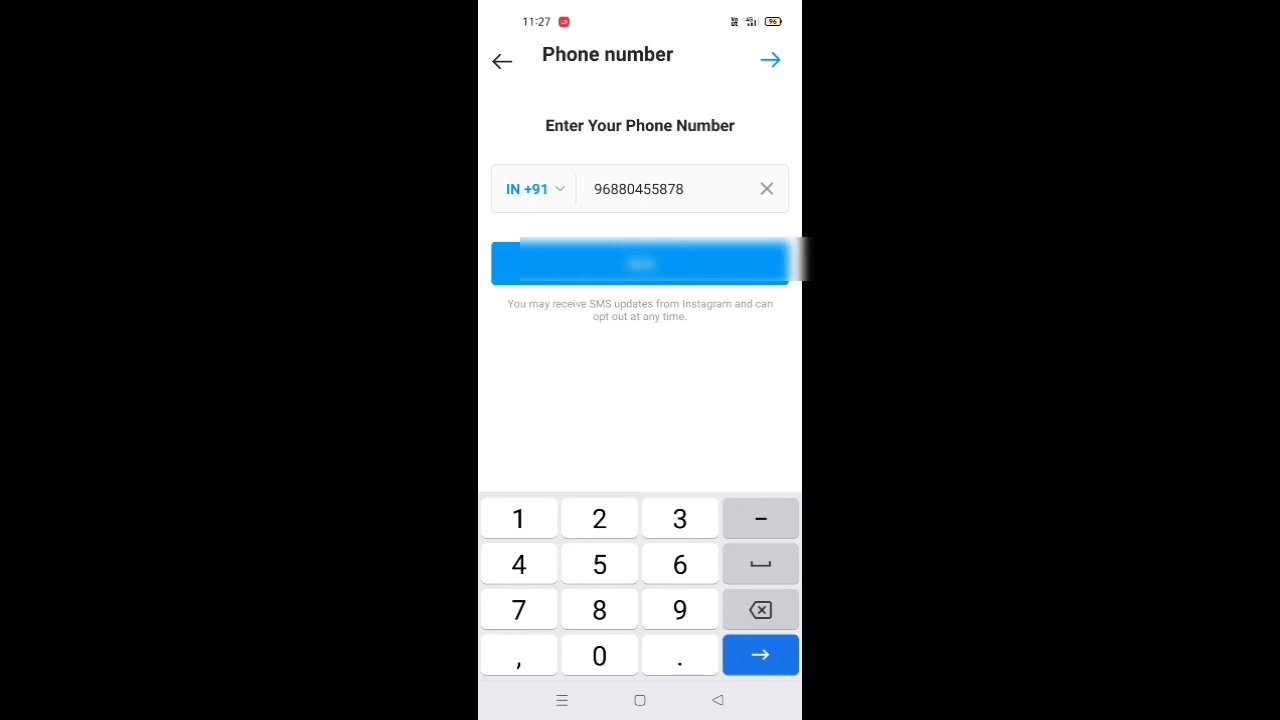 11:27 96
Phone number
Enter Your Phone Number
IN +91 96880455878
You may receive SMS updates from Instagram and can
opt out at any time.
1 2 3 -
4 5 6
7 8 9
, 0 .